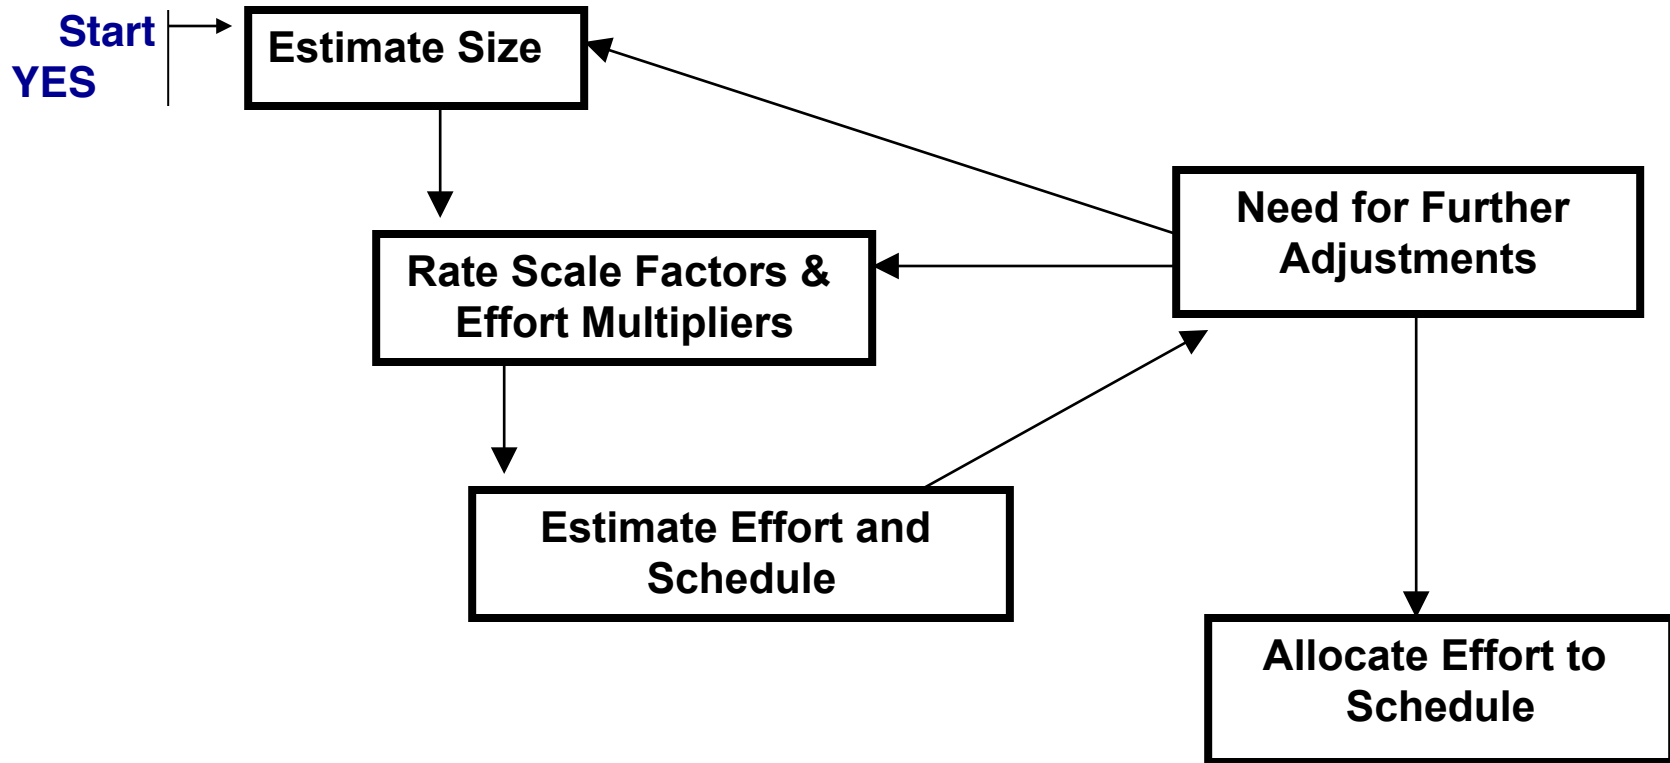 Start
YES
Estimate Size
Need for Further
Adjustments
Rate Scale Factors &
Effort Multipliers
Estimate Effort and
Schedule
Allocate Effort to
Schedule